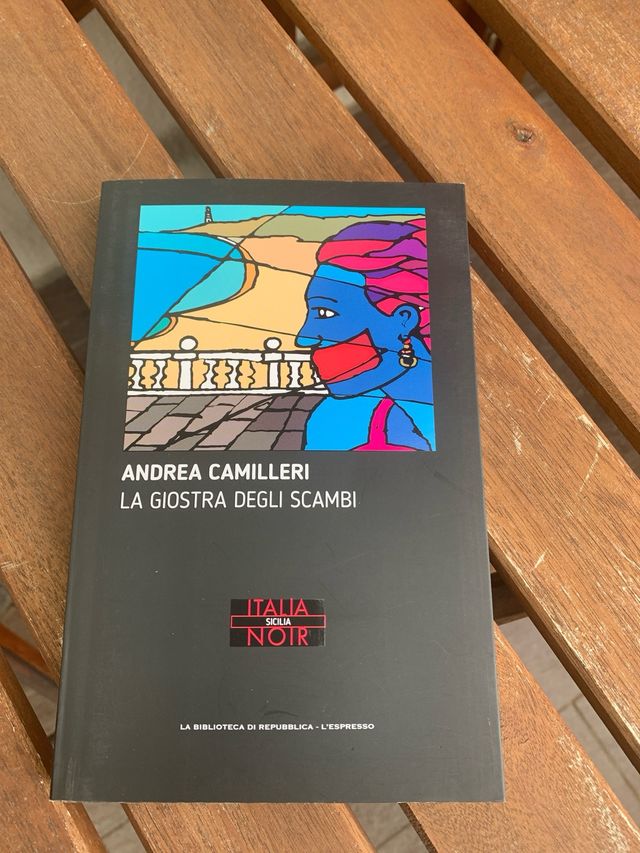 ANDREA CAMILLERI
LA GIOSTRA DEGLI SCAMBI
ITALIA
SICILIA
NOIR
LA BIBLIOTECA DI REPUBBLICA - L'ESPRESSO